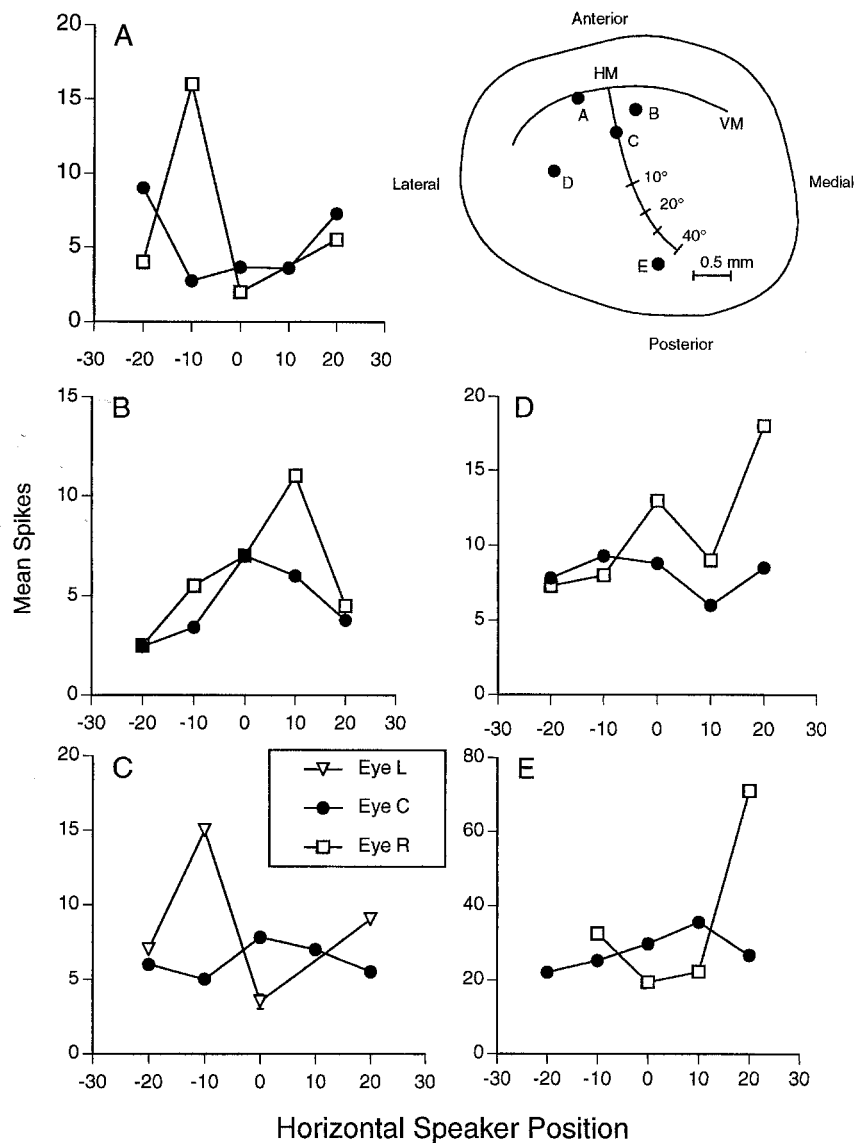 A
20
15
10
5
0
-30 -20 -10 0 10 20 30
Anterior
HM
VM
A
B
C
D
E
10°
20°
40°
0.5 mm
Lateral
Medial
Posterior
Mean Spikes
B
15
10
5
0
-30 -20 -10 0 10 20 30
D
20
15
10
5
0
-30 -20 -10 0 10 20 30
C
20
15
10
5
0
-30 -20 -10 0 10 20 30
Eye L
Eye C
Eye R
E
80
60
40
20
0
-30 -20 -10 0 10 20 30
Horizontal Speaker Position